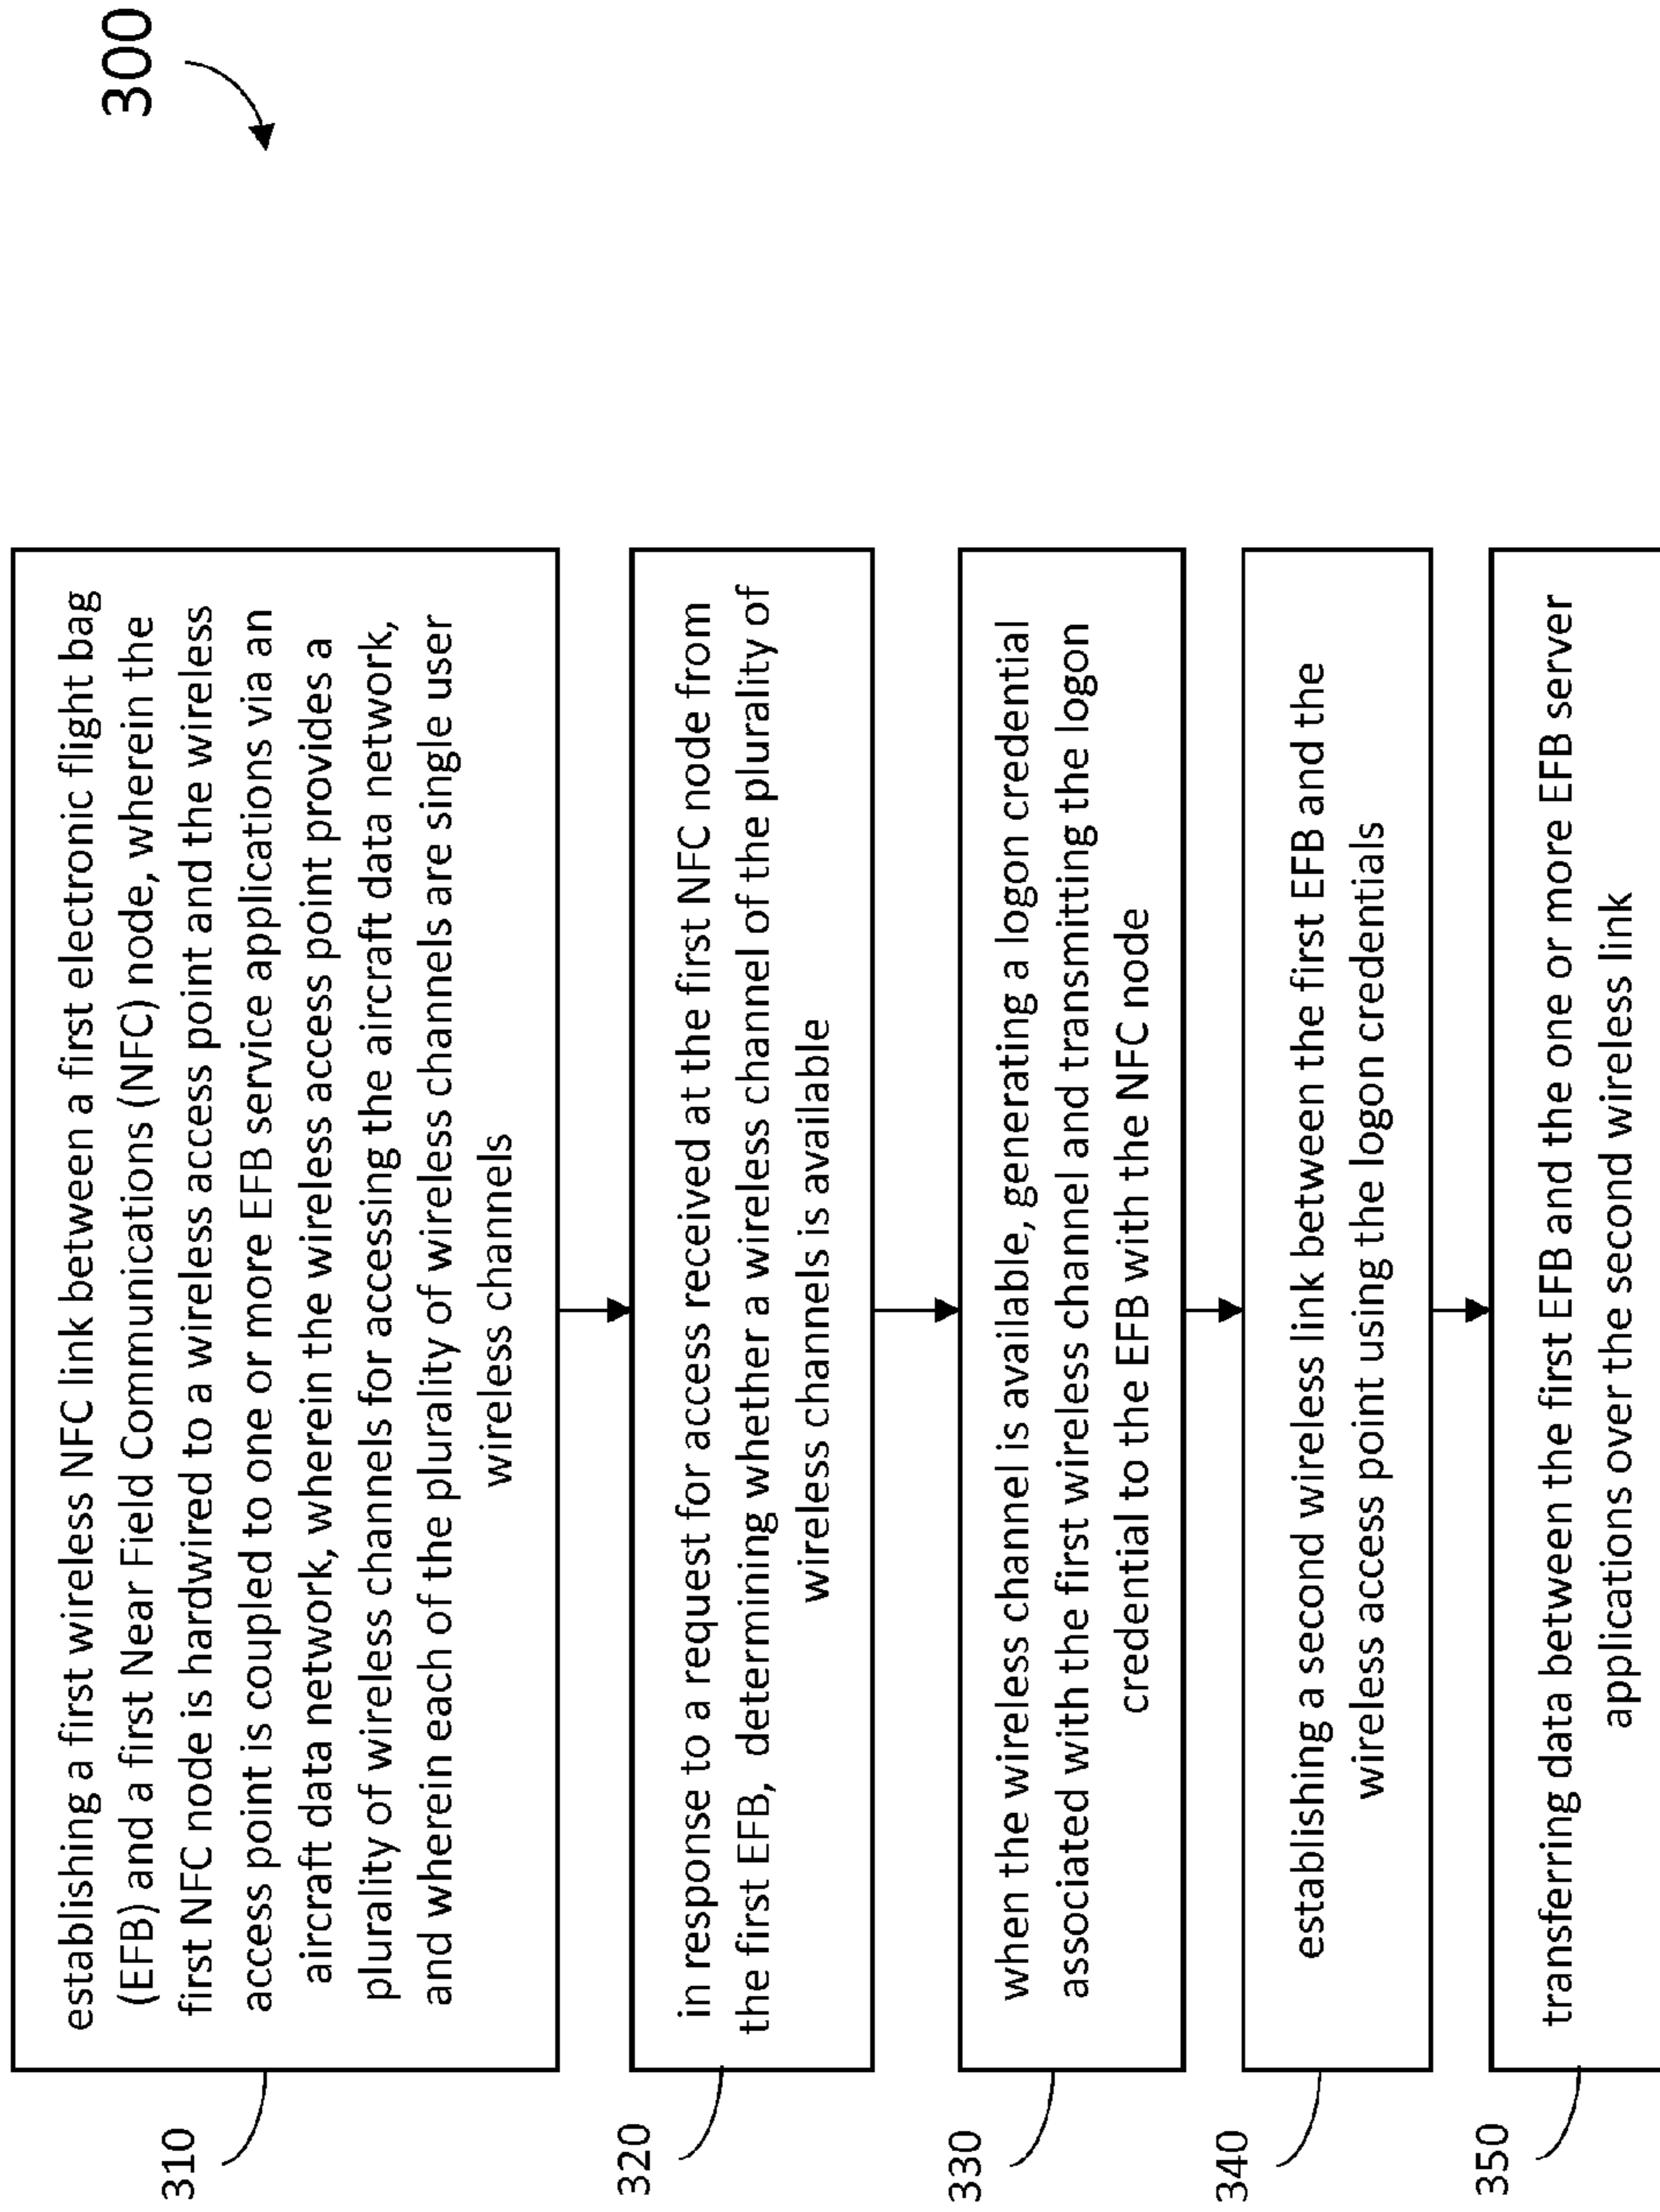 300
310
establishing a first wireless NFC link between a first electronic flight bag
(EFB) and a first Near Field Communications (NFC) node, wherein the
first NFC node is hardwired to a wireless access point and the wireless
access point is coupled to one or more EFB service applications via an
aircraft data network, wherein the wireless access point provides a
plurality of wireless channels for accessing the aircraft data network,
and wherein each of the plurality of wireless channels are single user
wireless channels
320
in response to a request for access received at the first NFC node from
the first EFB, determining whether a wireless channel of the plurality of
wireless channels is available
330
when the wireless channel is available, generating a logon credential
associated with the first wireless channel and transmitting the logon
credential to the EFB with the NFC node
340
establishing a second wireless link between the first EFB and the
wireless access point using the logon credentials
350
transferring data between the first EFB and the one or more EFB server
applications over the second wireless link